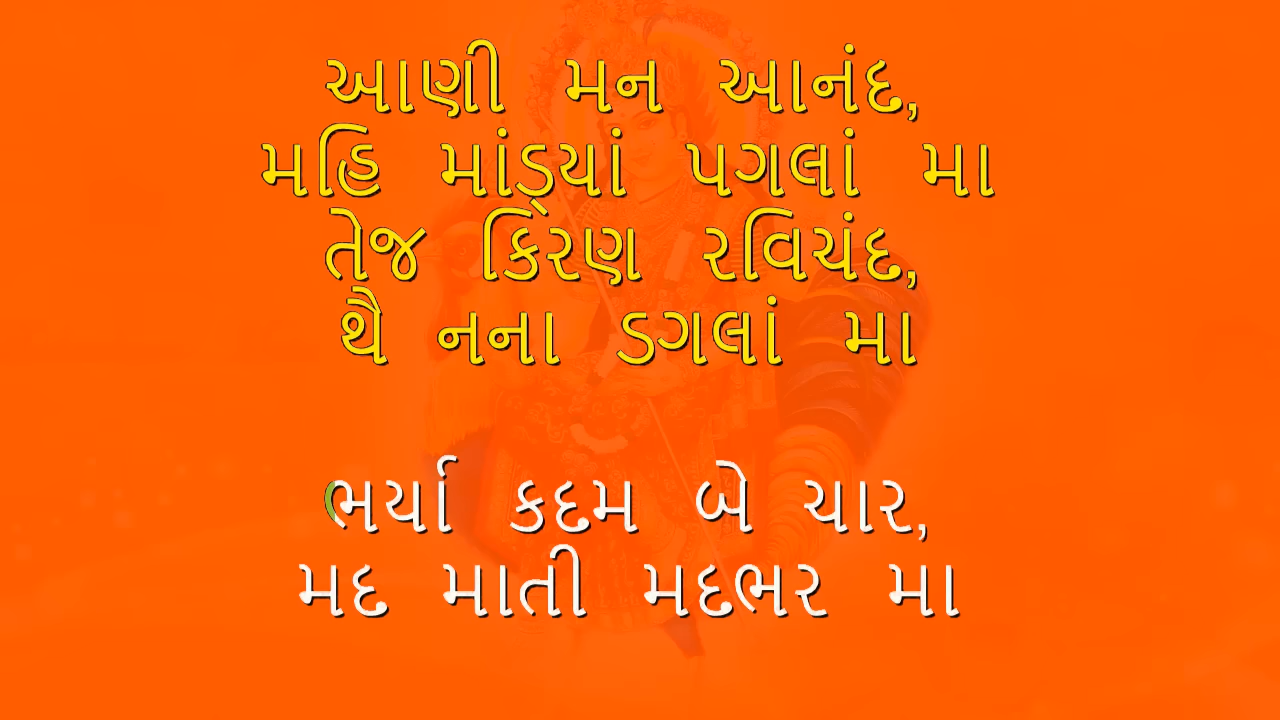 આણી મન આનંદ,
મહિ માંડ્યાં પગલાં મા
તેજ કિરણ રવિચંદ,
થૈ નના ડગલાં મા
ભર્યા કદમ બે ચાર,
મદ માતી મદભર મા